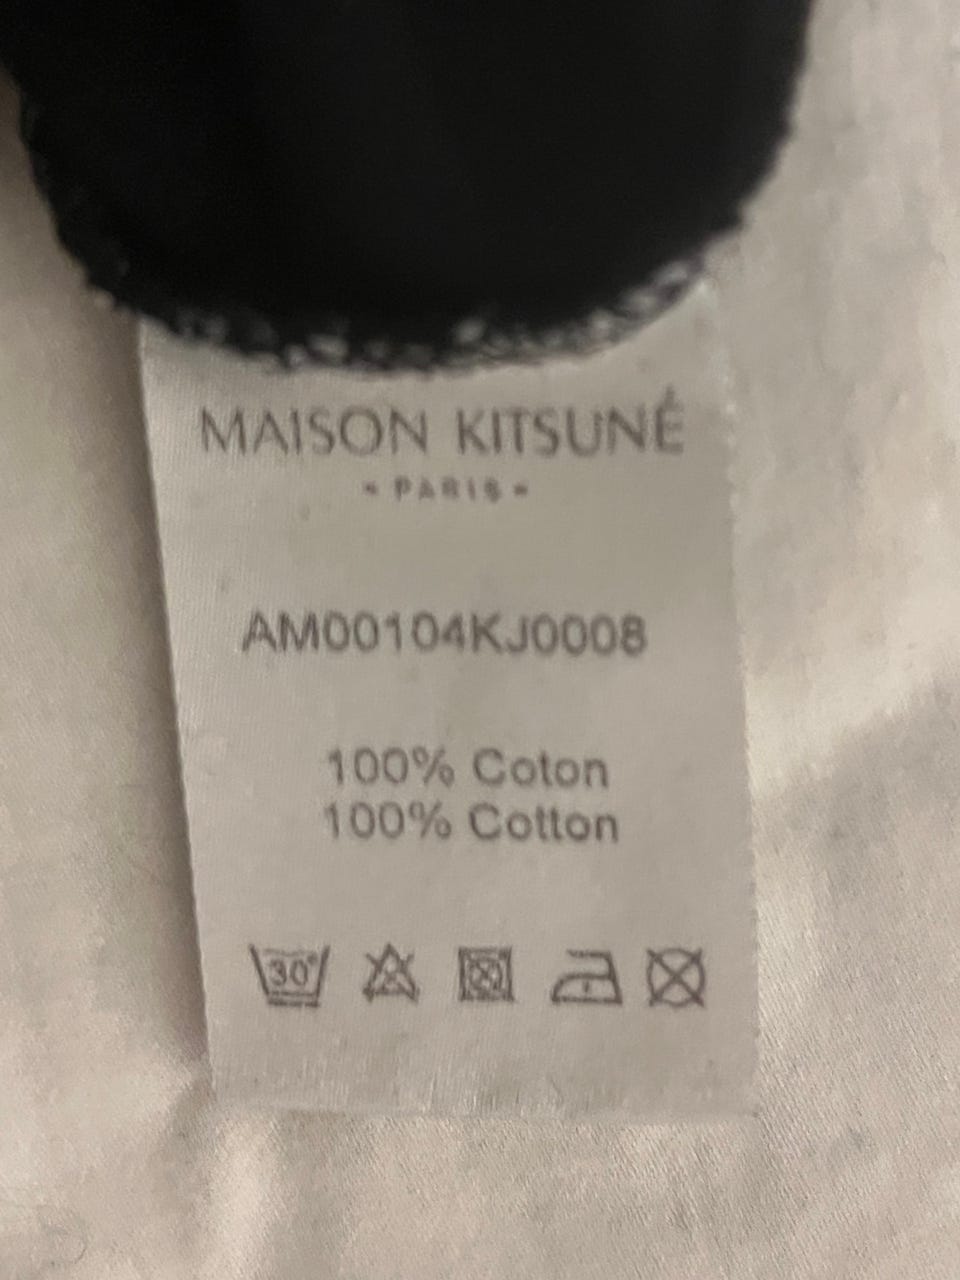 MAISON KITSUNÉ
- PARIS -
AM00104KJ0008
100% Coton
100% Cotton
30°